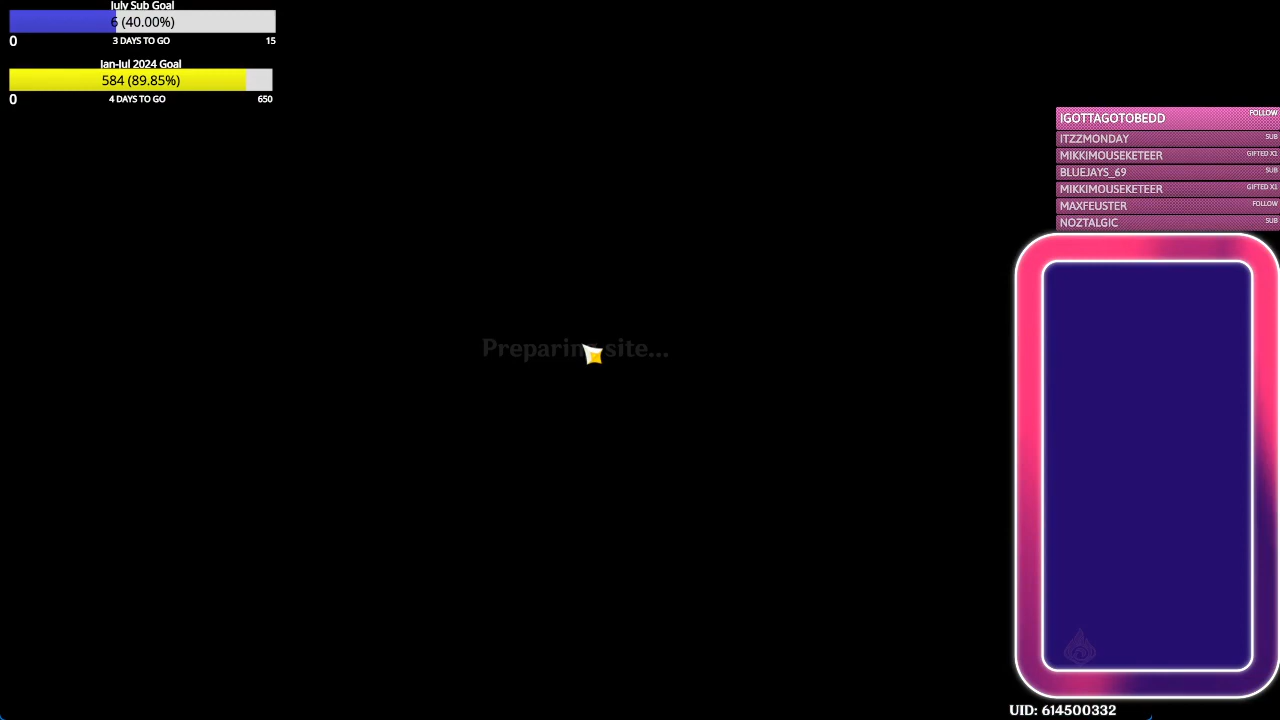 July Sub Goal
6 (40.00%)
0 3 DAYS TO GO 15
Jan-Jul 2024 Goal
584 (89.85%)
0 4 DAYS TO GO 650
IGOTTAGOTOBEDD FOLLOW
ITZZMONDAY SUB
MIKKIMOUSEKETEER GIFTED X1
BLUEJAYS_69 SUB
MIKKIMOUSEKETEER GIFTED X1
MAXFEUSTER FOLLOW
NOZTALGIC SUB
Preparing site...
UID: 614500332